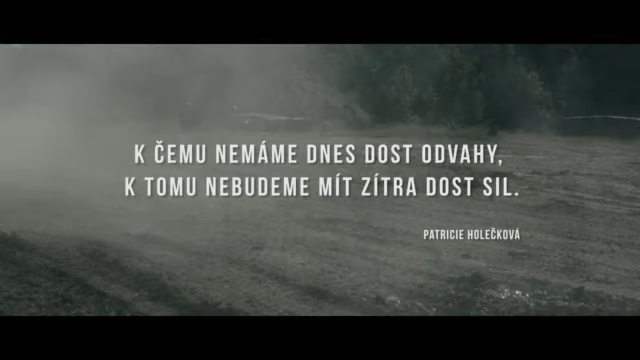 K ČEMU NEMÁME DNES DOST ODVAHY,
K TOMU NEBUDEME MÍT ZÍTRA DOST SIL.
PATRICIE HOLEČKOVÁ